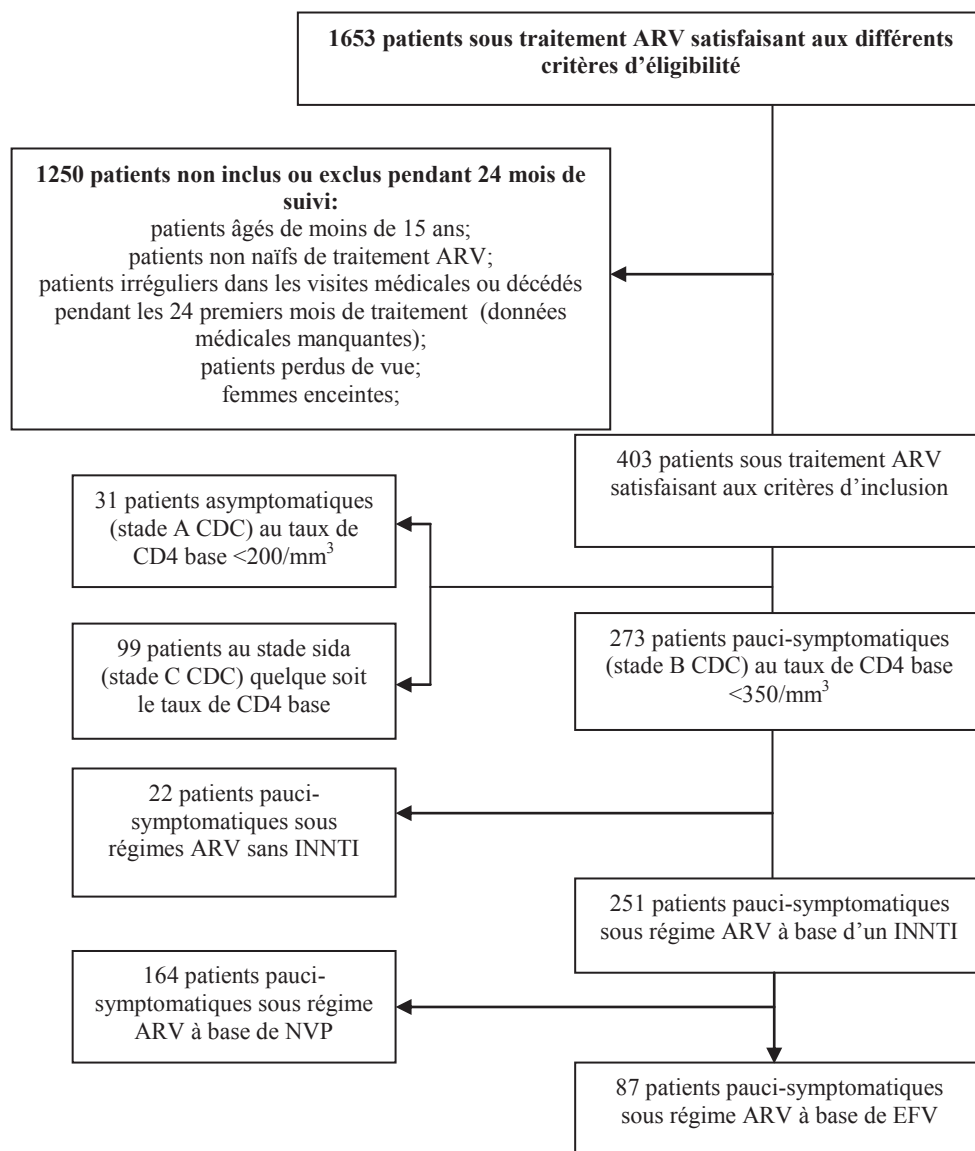 1653 patients sous traitement ARV satisfaisant aux différents
critères d’éligibilité
1250 patients non inclus ou exclus pendant 24 mois de
suivi:
patients âgés de moins de 15 ans;
patients non naïfs de traitement ARV;
patients irréguliers dans les visites médicales ou décédés
pendant les 24 premiers mois de traitement (données
médicales manquantes);
patients perdus de vue;
femmes enceintes;
403 patients sous traitement ARV
satisfaisant aux critères d’inclusion
31 patients asymptomatiques
(stade A CDC) au taux de
CD4 base <200/mm³
99 patients au stade sida
(stade C CDC) quelque soit
le taux de CD4 base
273 patients pauci-symptomatiques
(stade B CDC) au taux de CD4 base
<350/mm³
22 patients pauci-
symptomatiques sous
régimes ARV sans INNTI
251 patients pauci-symptomatiques
sous régime ARV à base d’un INNTI
164 patients pauci-
symptomatiques sous régime
ARV à base de NVP
87 patients pauci-symptomatiques
sous régime ARV à base de EFV